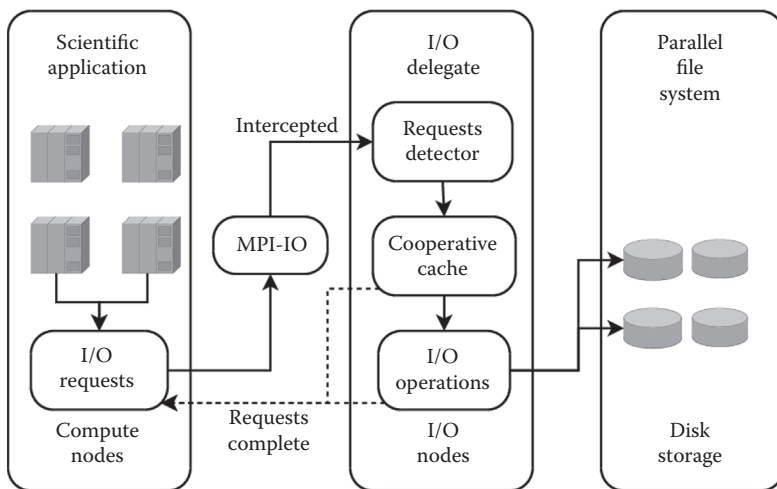 Scientific
application
I/O
requests
Compute
nodes
Intercepted
MPI-IO
Requests
complete
I/O
delegate
Requests
detector
Cooperative
cache
I/O
operations
I/O
nodes
Parallel
file
system
Disk
storage